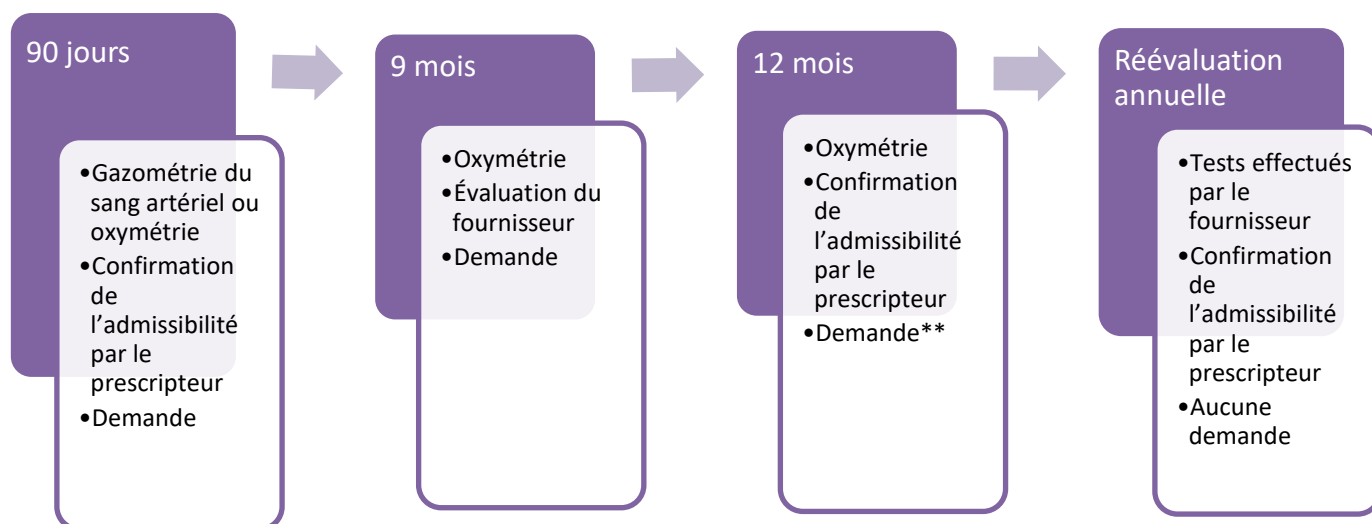 90 jours
•Gazométrie du
sang artériel ou
oxymétrie
•Confirmation
de
l’admissibilité
par le
prescripteur
•Demande
9 mois
•Oxymétrie
•Évaluation du
fournisseur
•Demande
12 mois
•Oxymétrie
•Confirmation
de
l’admissibilité
par le
prescripteur
•Demande**
Réévaluation
annuelle
•Tests effectués
par le
fournisseur
•Confirmation
de
l’admissibilité
par le
prescripteur
•Aucune
demande